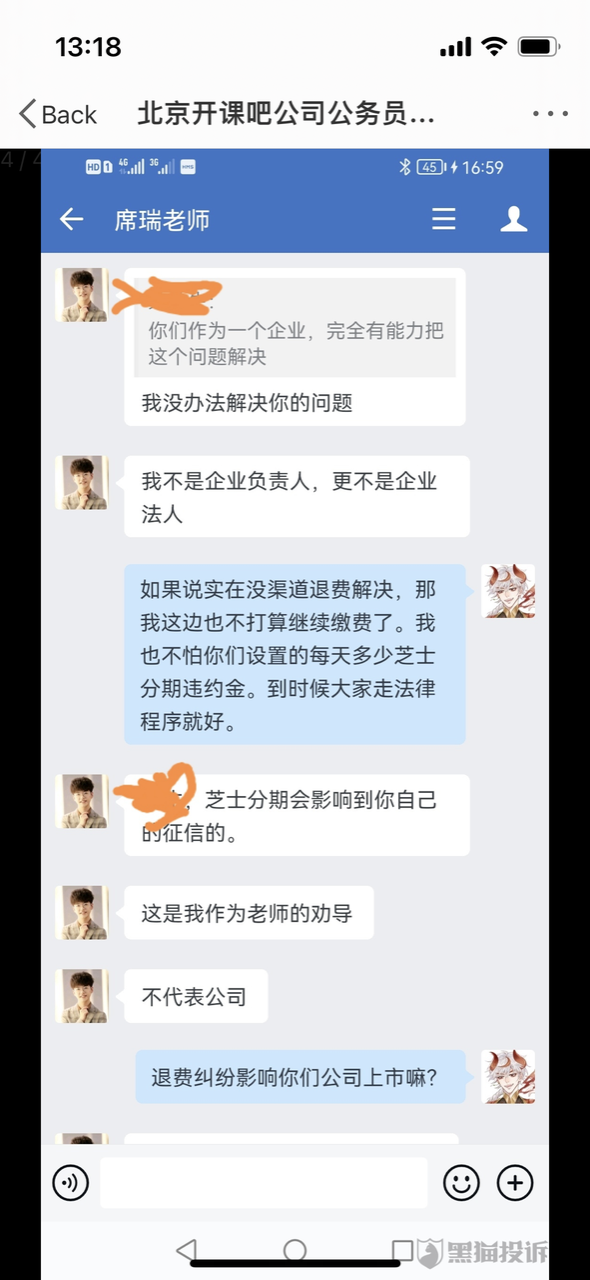 13:18
Back
北京开课吧公司公务员...
4 / 4
HD 1 4G 3G
45
16:59
席瑞老师
你们作为一个企业，完全有能力把
这个问题解决
我没办法解决你的问题
我不是企业负责人，更不是企业
法人
如果说实在没渠道退费解决，那
我这边也不打算继续缴费了。我
也不怕你们设置的每天多少芝士
分期违约金。到时候大家走法律
程序就好。
，芝士分期会影响到你自己
的征信的。
这是我作为老师的劝导
不代表公司
退费纠纷影响你们公司上市嘛？
黑猫投诉